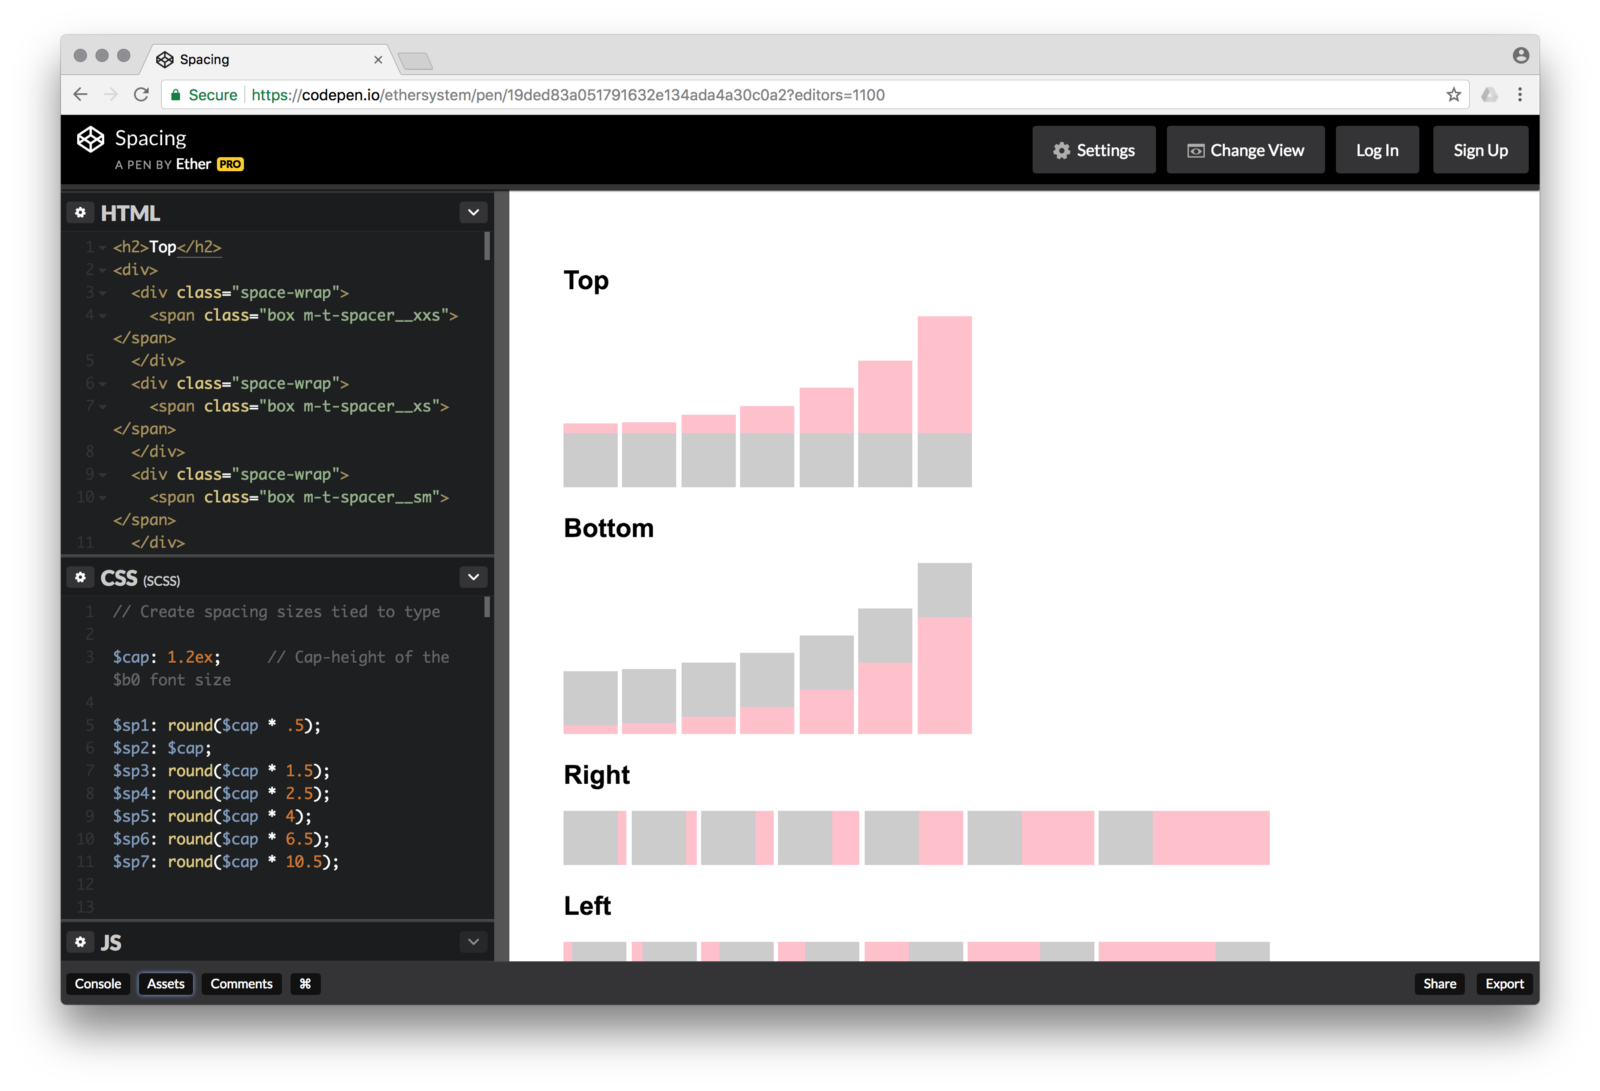 Spacing
Secure https://codepen.io/ethersystem/pen/19ded83a051791632e134ada4a30c0a2?editors=1100
Spacing
A PEN BY Ether PRO
Settings
Change View
Log In
Sign Up
HTML
1 <h2>Top</h2>
2 <div>
3 <div class="space-wrap">
4 <span class="box m-t-spacer__xxs">
</span>
5 </div>
6 <div class="space-wrap">
7 <span class="box m-t-spacer__xs">
</span>
8 </div>
9 <div class="space-wrap">
10 <span class="box m-t-spacer__sm">
</span>
11 </div>
CSS (SCSS)
1 // Create spacing sizes tied to type
2
3 $cap: 1.2ex; // Cap-height of the
$b0 font size
4
5 $sp1: round($cap * .5);
6 $sp2: $cap;
7 $sp3: round($cap * 1.5);
8 $sp4: round($cap * 2.5);
9 $sp5: round($cap * 4);
10 $sp6: round($cap * 6.5);
11 $sp7: round($cap * 10.5);
12
13
JS
Top
Bottom
Right
Left
Console
Assets
Comments
⌘
Share
Export